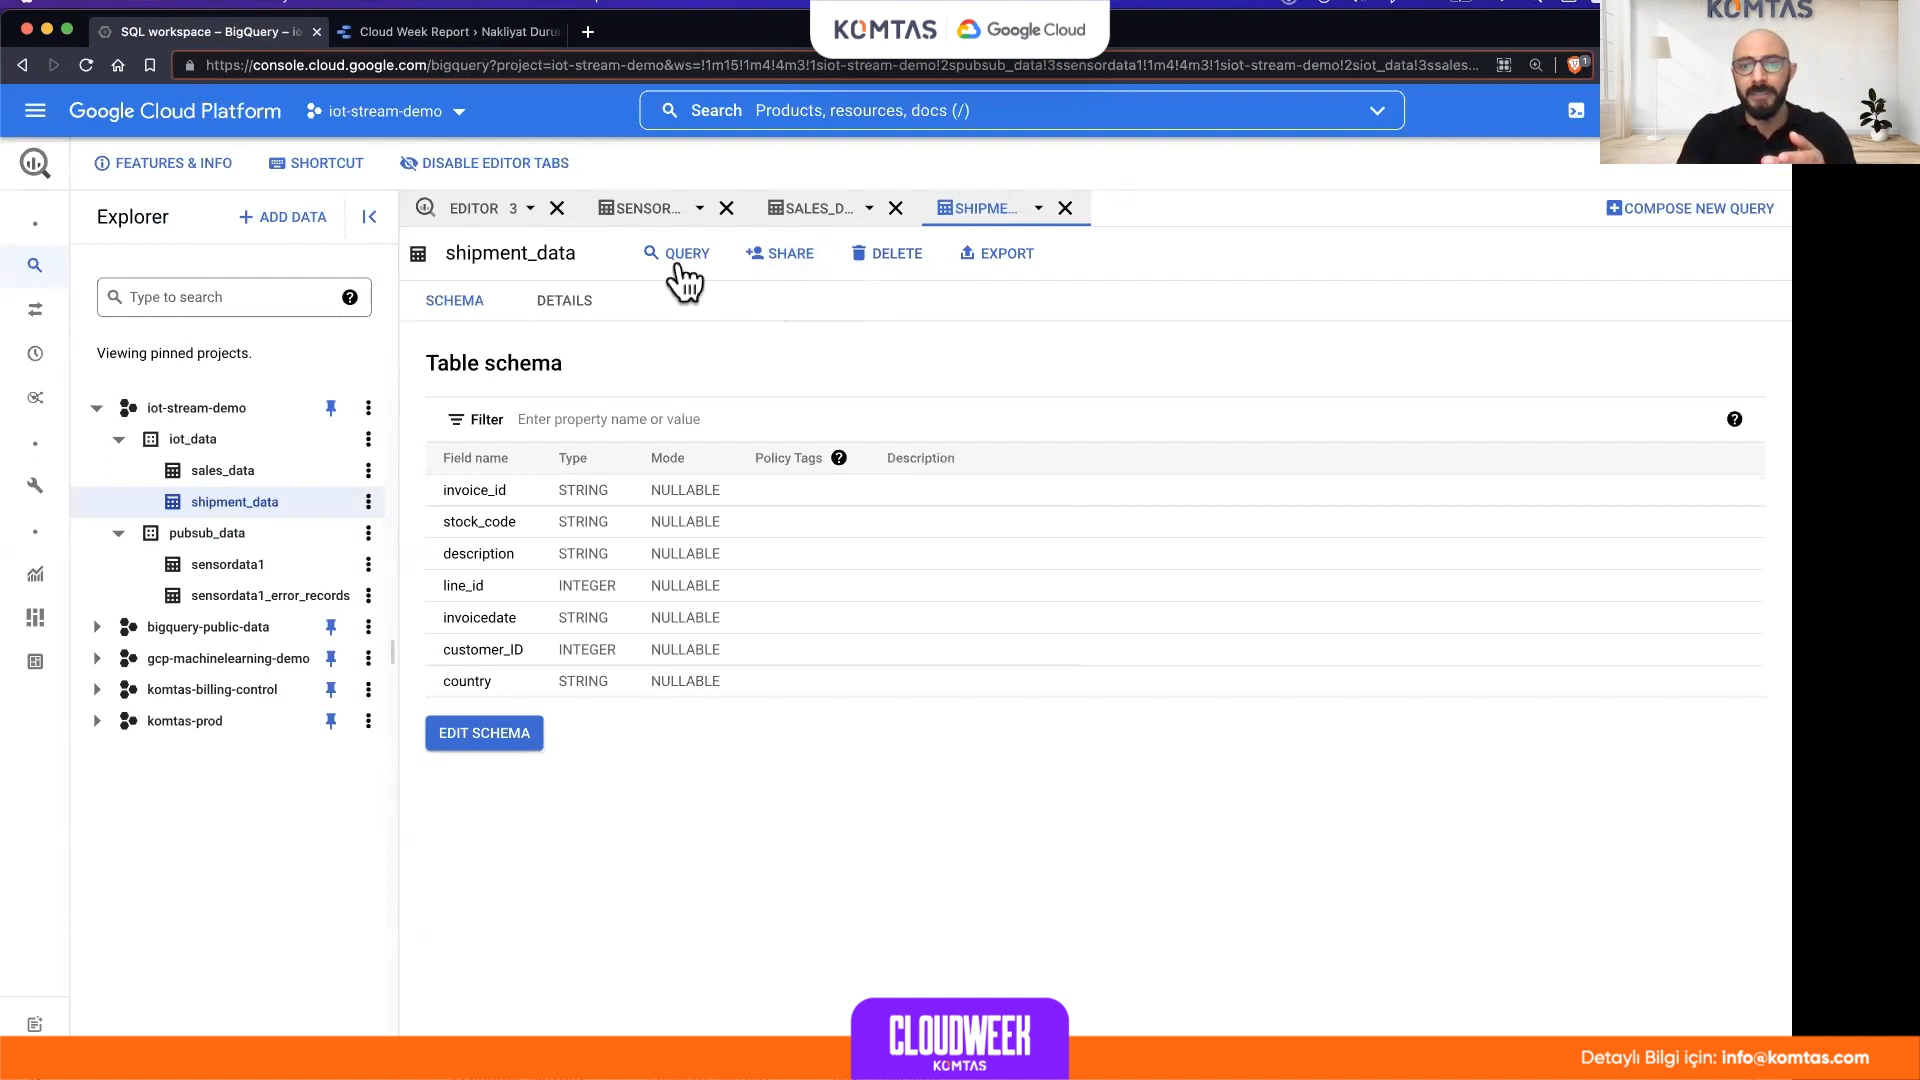 SQL workspace – BigQuery – io
Cloud Week Report › Nakliyat Duru
KOMTAS
Google Cloud
KOMTAS
https://console.cloud.google.com/bigquery?project=iot-stream-demo&ws=!1m15!1m4!4m3!1siot-stream-demo!2spubsub_data!3ssensordata1!1m4!4m3!1siot-stream-demo!2siot_data!3ssales...
1
Google Cloud Platform
iot-stream-demo
Search Products, resources, docs (/)
FEATURES & INFO
SHORTCUT
DISABLE EDITOR TABS
Explorer
+ ADD DATA
EDITOR 3
SENSOR...
SALES_D...
SHIPME...
COMPOSE NEW QUERY
shipment_data
QUERY
SHARE
DELETE
EXPORT
SCHEMA
DETAILS
Type to search
Viewing pinned projects.
iot-stream-demo
iot_data
sales_data
shipment_data
pubsub_data
sensordata1
sensordata1_error_records
bigquery-public-data
gcp-machinelearning-demo
komtas-billing-control
komtas-prod
Table schema
Filter Enter property name or value
Field name Type Mode Policy Tags Description
invoice_id STRING NULLABLE
stock_code STRING NULLABLE
description STRING NULLABLE
line_id INTEGER NULLABLE
invoicedate STRING NULLABLE
customer_ID INTEGER NULLABLE
country STRING NULLABLE
EDIT SCHEMA
CLOUDWEEK
KOMTAS
Detaylı Bilgi için: info@komtas.com